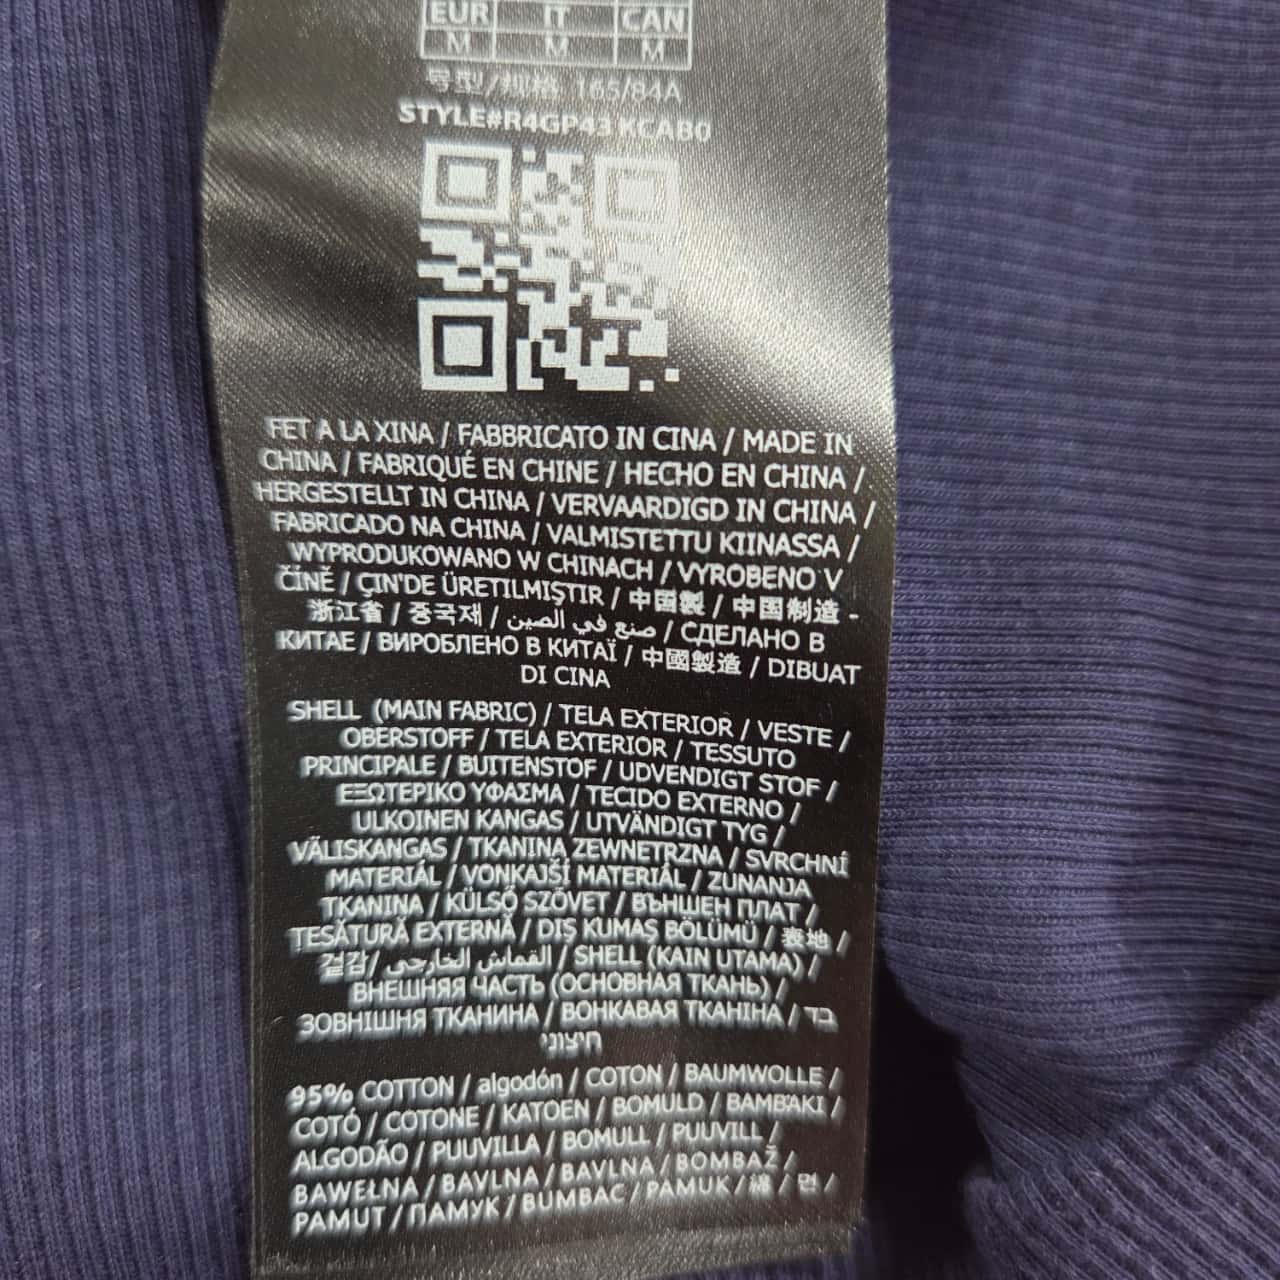 EUR IT CAN
M M M
号型/规格 165/84A
STYLE#R4GP43 KCAB0
FET A LA XINA / FABBRICATO IN CINA / MADE IN
CHINA / FABRIQUÉ EN CHINE / HECHO EN CHINA /
HERGESTELLT IN CHINA / VERVAARDIGD IN CHINA /
FABRICADO NA CHINA / VALMISTETTU KIINASSA /
WYPRODUKOWANO W CHINACH / VYROBENO V
ČÍNĚ / ÇIN'DE ÜRETILMIŞTIR / 中国製 / 中国制造 -
浙江省 / 중국제 / صنع في الصين / СДЕЛАНО В
КИТАЕ / ВИРОБЛЕНО В КИТАЇ / 中國製造 / DIBUAT
DI CINA
SHELL (MAIN FABRIC) / TELA EXTERIOR / VESTE /
OBERSTOFF / TELA EXTERIOR / TESSUTO
PRINCIPALE / BUITENSTOF / UDVENDIGT STOF /
ΕΞΩΤΕΡΙΚΟ ΥΦΑΣΜΑ / TECIDO EXTERNO /
ULKOINEN KANGAS / UTVÄNDIGT TYG /
VÄLISKANGAS / TKANINA ZEWNĘTRZNA / SVRCHNÍ
MATERIÁL / VONKAJŠÍ MATERIÁL / ZUNANJA
TKANINA / KÜLSŐ SZÖVET / ВЪНШЕН ПЛАТ /
ȚESĂTURĂ EXTERNĂ / DIŞ KUMAŞ BÖLÜMÜ / 表地 /
겉감/ القماش الخارجي / SHELL (KAIN UTAMA) /
ВНЕШНЯЯ ЧАСТЬ (ОСНОВНАЯ ТКАНЬ) /
ЗОВНІШНЯ ТКАНИНА / ВОНКАВАЯ ТКАНІНА / בד
חיצוני
95% COTTON / algodón / COTON / BAUMWOLLE /
COTÓ / COTONE / KATOEN / BOMULD / ΒΑΜΒΑΚΙ /
ALGODÃO / PUUVILLA / BOMULL / PUUVILL /
BAWEŁNA / BAVLNA / BAVLNA / BOMBAŽ /
PAMUT / ПАМУК / BUMBAC / PAMUK / 綿 / 면 /